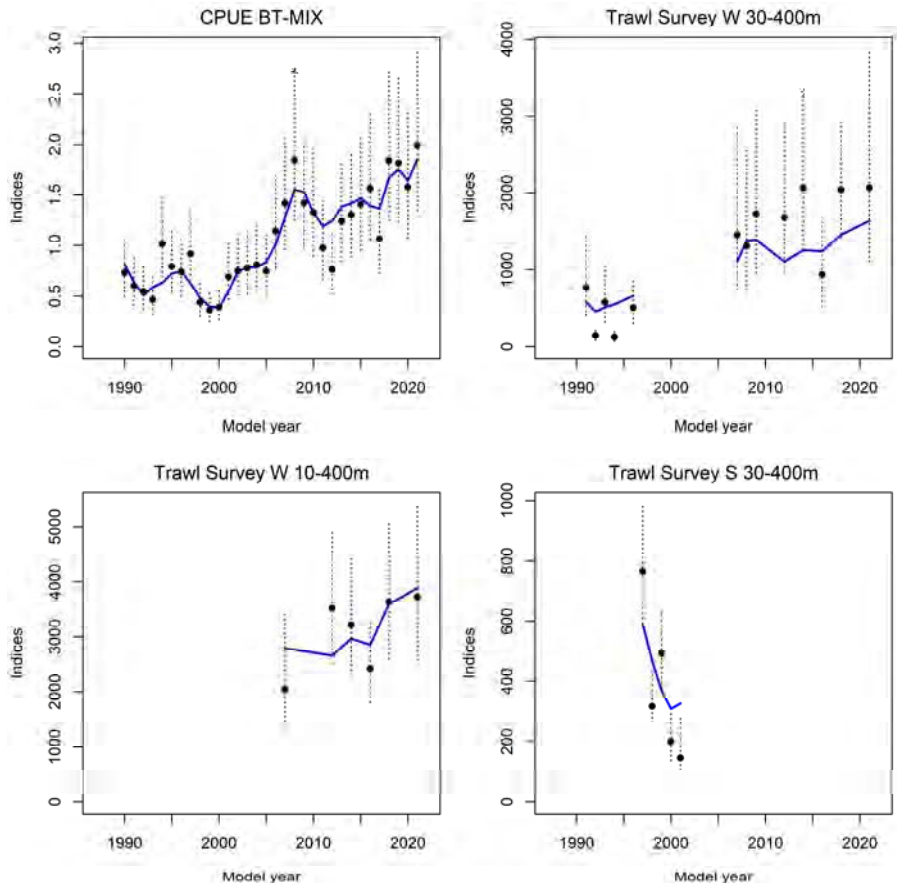 CPUE BT-MIX
Indices
0.0 0.5 1.0 1.5 2.0 2.5 3.0
1990 2000 2010 2020
Model year
Trawl Survey W 30-400m
Indices
0 1000 2000 3000 4000
1990 2000 2010 2020
Model year
Trawl Survey W 10-400m
Indices
0 1000 2000 3000 4000 5000
1990 2000 2010 2020
Model year
Trawl Survey S 30-400m
Indices
0 200 400 600 800 1000
1990 2000 2010 2020
Model year